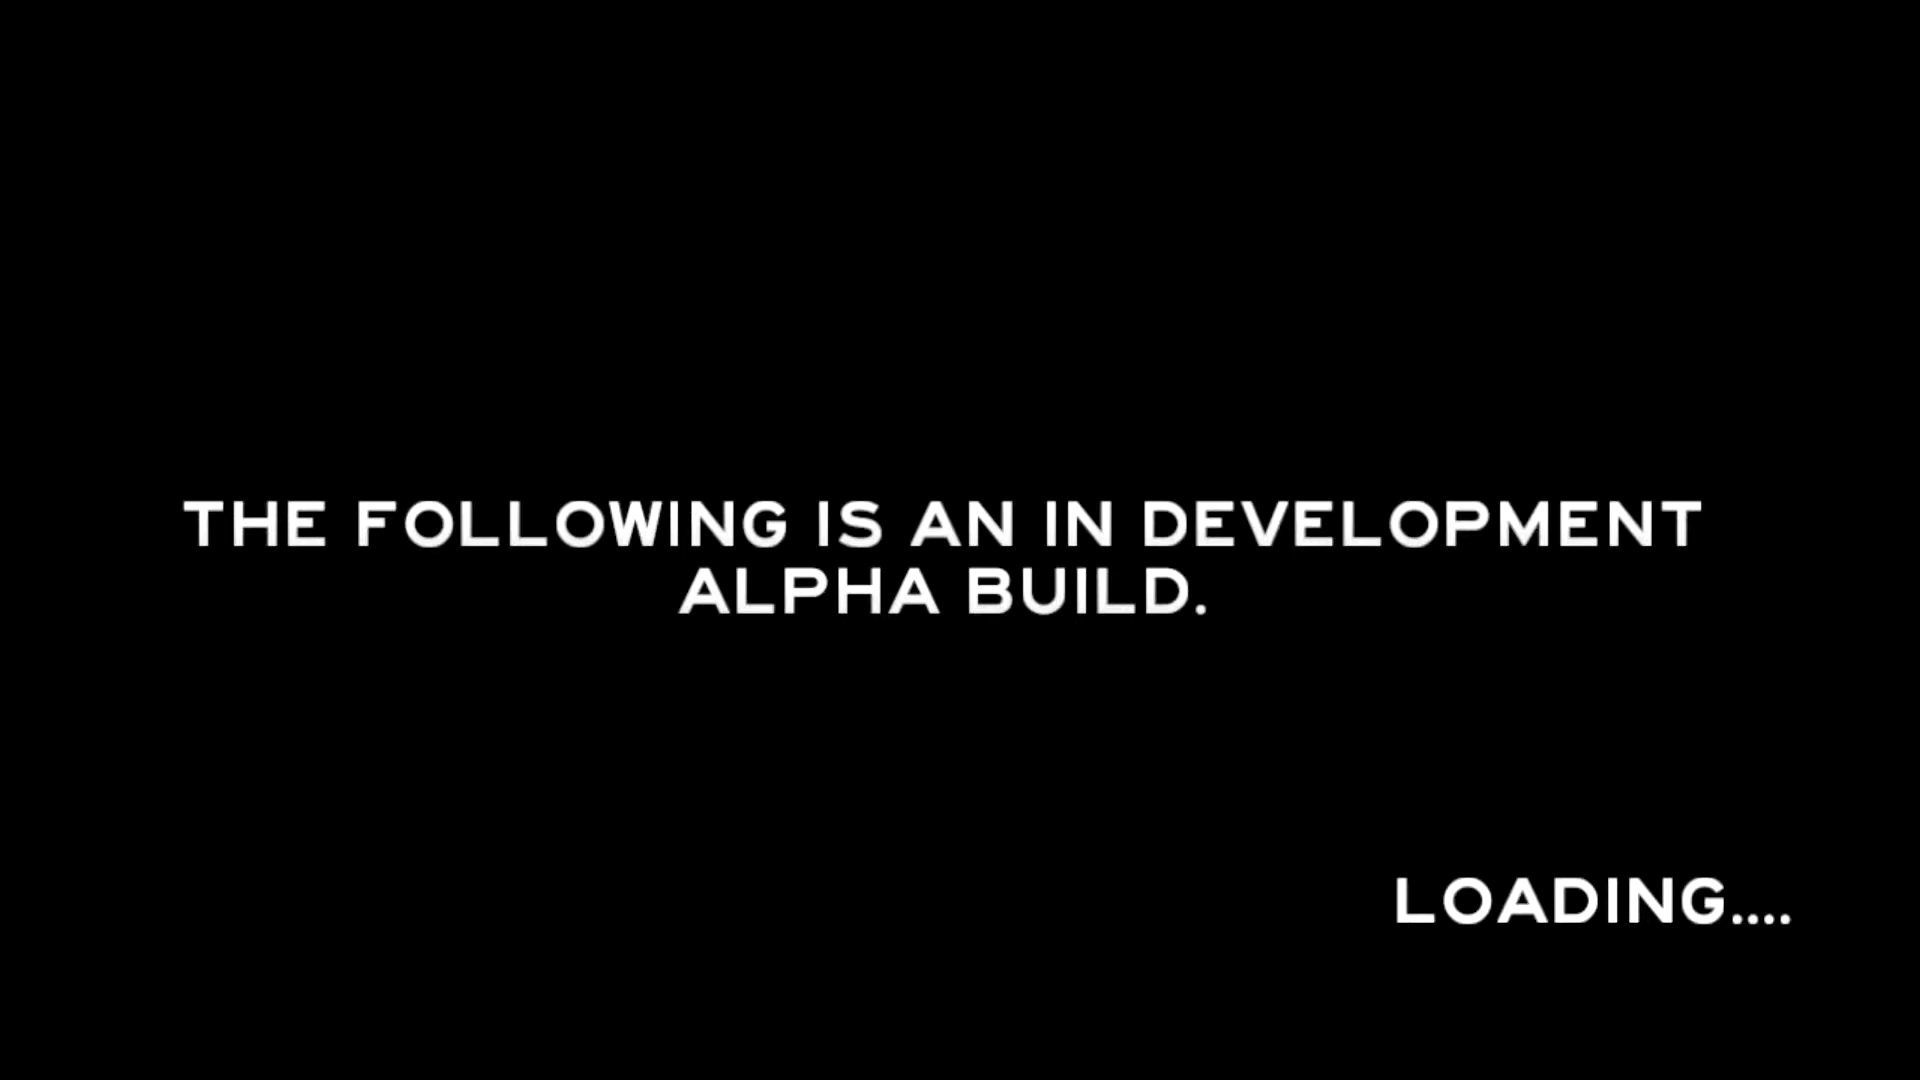 THE FOLLOWING IS AN IN DEVELOPMENT
ALPHA BUILD.
LOADING....